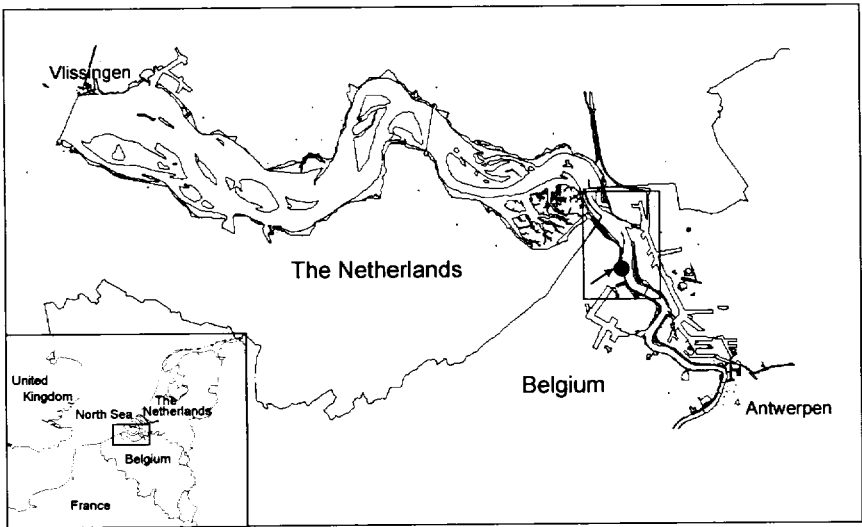 Vlissingen
The Netherlands
Belgium
Antwerpen
United
Kingdom
North Sea
The
Netherlands
Belgium
France